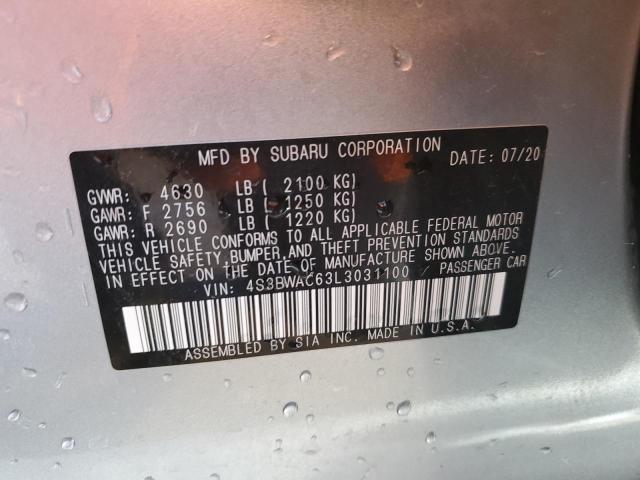 MFD BY SUBARU CORPORATION DATE: 07/20
GVWR: 4630 LB ( 2100 KG)
GAWR: F 2756 LB ( 1250 KG)
GAWR: R 2690 LB ( 1220 KG)
THIS VEHICLE CONFORMS TO ALL APPLICABLE FEDERAL MOTOR
VEHICLE SAFETY, BUMPER, AND THEFT PREVENTION STANDARDS
IN EFFECT ON THE DATE OF MANUFACTURE SHOWN ABOVE.
VIN: 4S3BWAC63L3031100 / PASSENGER CAR
ASSEMBLED BY SIA INC. MADE IN U.S.A.